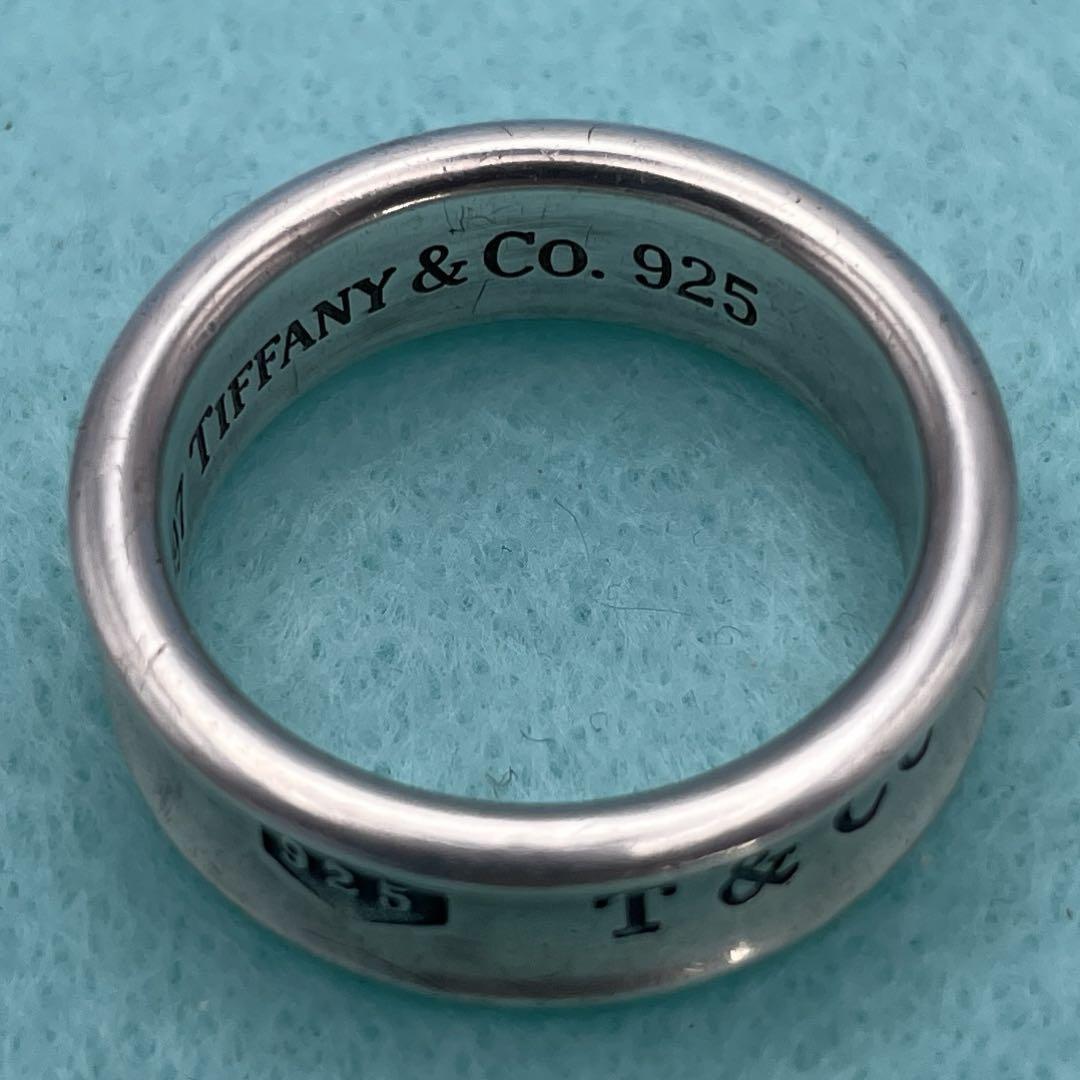 97 TIFFANY & CO. 925
925 T & Co